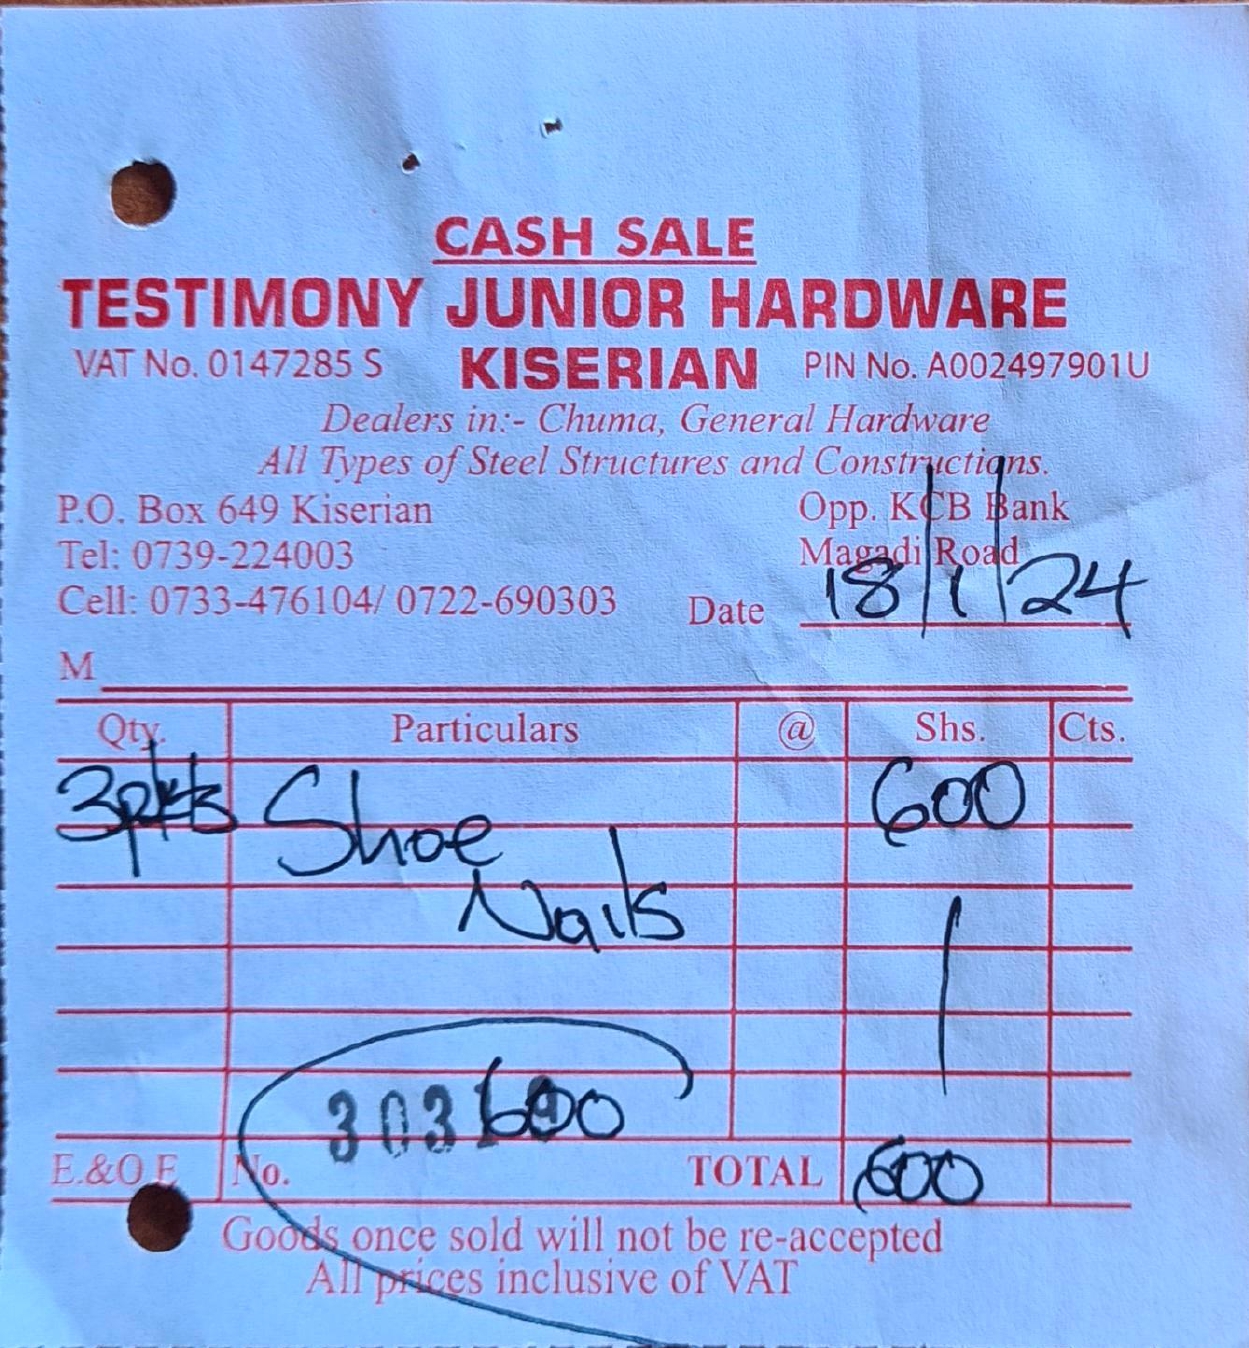 CASH SALE
TESTIMONY JUNIOR HARDWARE
VAT No. 0147285 S KISERIAN PIN No. A002497901U
Dealers in:- Chuma, General Hardware
All Types of Steel Structures and Constructions.
P.O. Box 649 Kiserian Opp. KCB Bank
Tel: 0739-224003 Magadi Road
Cell: 0733-476104/ 0722-690303 Date 18/1/24
M
Qty. Particulars @ Shs. Cts.
3pkts Shoe 600
Nails
303 600
E.&O.E No. TOTAL 600
Goods once sold will not be re-accepted
All prices inclusive of VAT